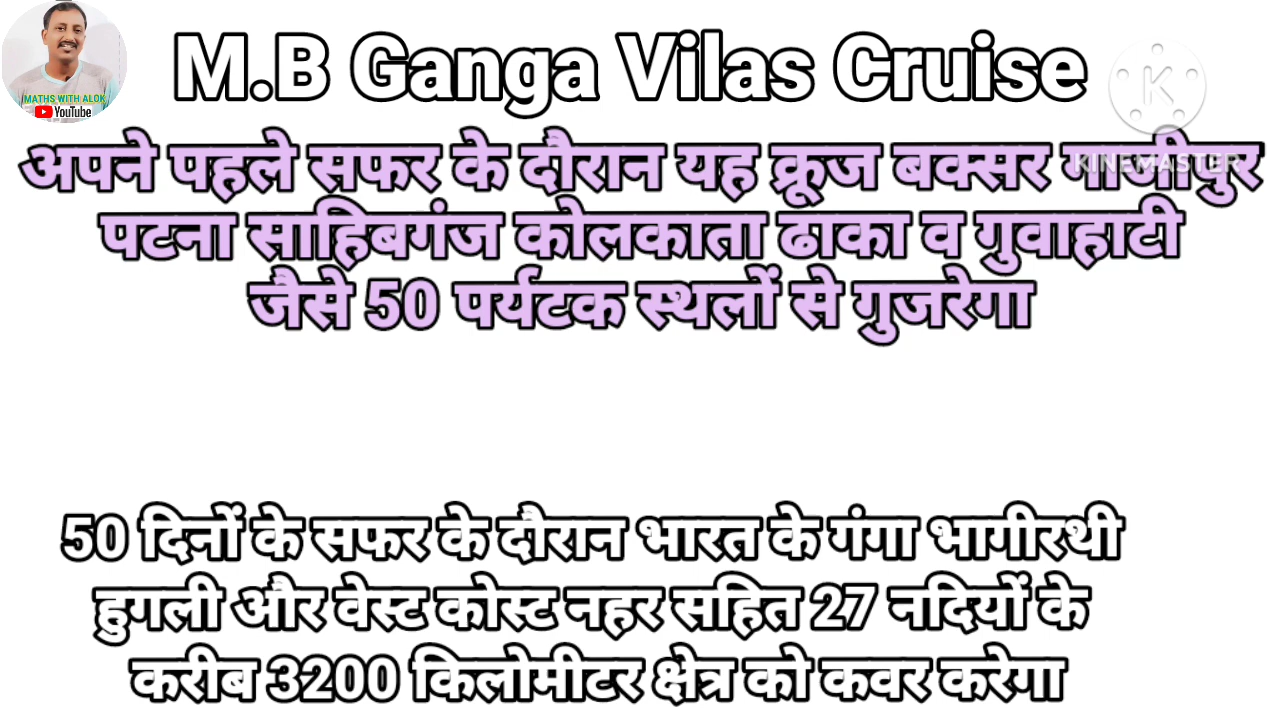 M.B Ganga Vilas Cruise
MATHS WITH ALOK
YouTube
K
KINEMASTER
अपने पहले सफर के दौरान यह क्रूज बक्सर गाजीपुर
पटना साहिबगंज कोलकाता ढाका व गुवाहाटी
जैसे 50 पर्यटक स्थलों से गुजरेगा
50 दिनों के सफर के दौरान भारत के गंगा भागीरथी
हुगली और वेस्ट कोस्ट नहर सहित 27 नदियों के
करीब 3200 किलोमीटर क्षेत्र को कवर करेगा